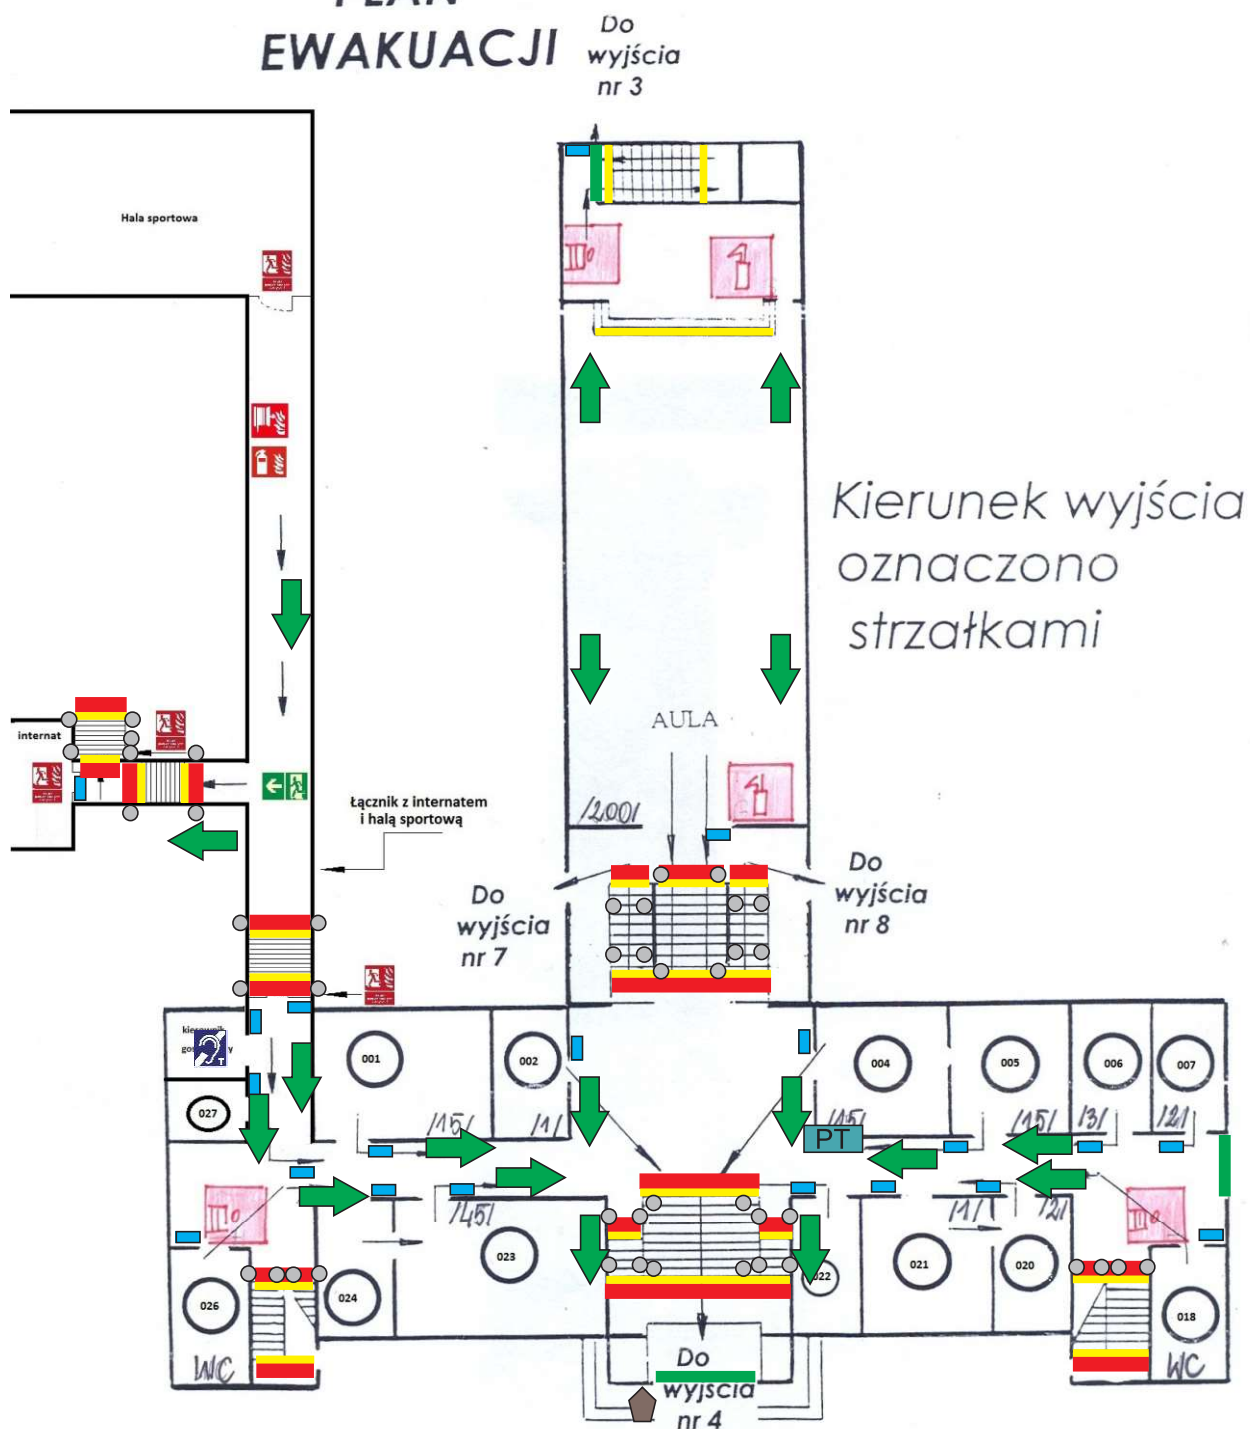 PLAN
EWAKUACJI
Do
wyjścia
nr 3
Hala sportowa
Kierunek wyjścia
oznaczono
strzałkami
AULA
internat
Łącznik z internatem
i halą sportową
/200/
Do
wyjścia
nr 7
Do
wyjścia
nr 8
kierownik
T
001
002
004
005
006
007
027
/15/
/1/
/15/
/15/
/3/
/2/
PT
/45/
/1/
/2/
023
022
021
020
024
026
018
WC
WC
Do
wyjścia
nr 4